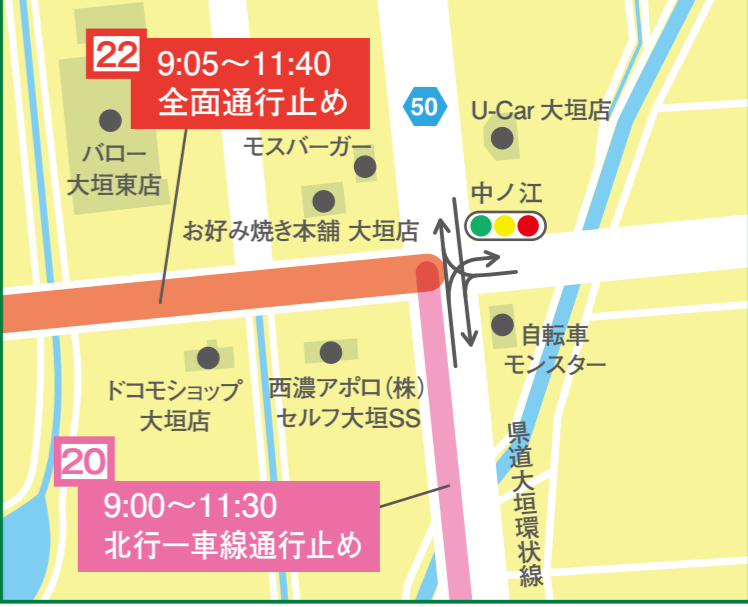 22
9:05〜11:40
全面通行止め
50
U-Car 大垣店
バロー
大垣東店
モスバーガー
中ノ江
お好み焼き本舗 大垣店
自転車
モンスター
ドコモショップ
大垣店
西濃アポロ(株)
セルフ大垣SS
県道大垣環状線
20
9:00〜11:30
北行一車線通行止め